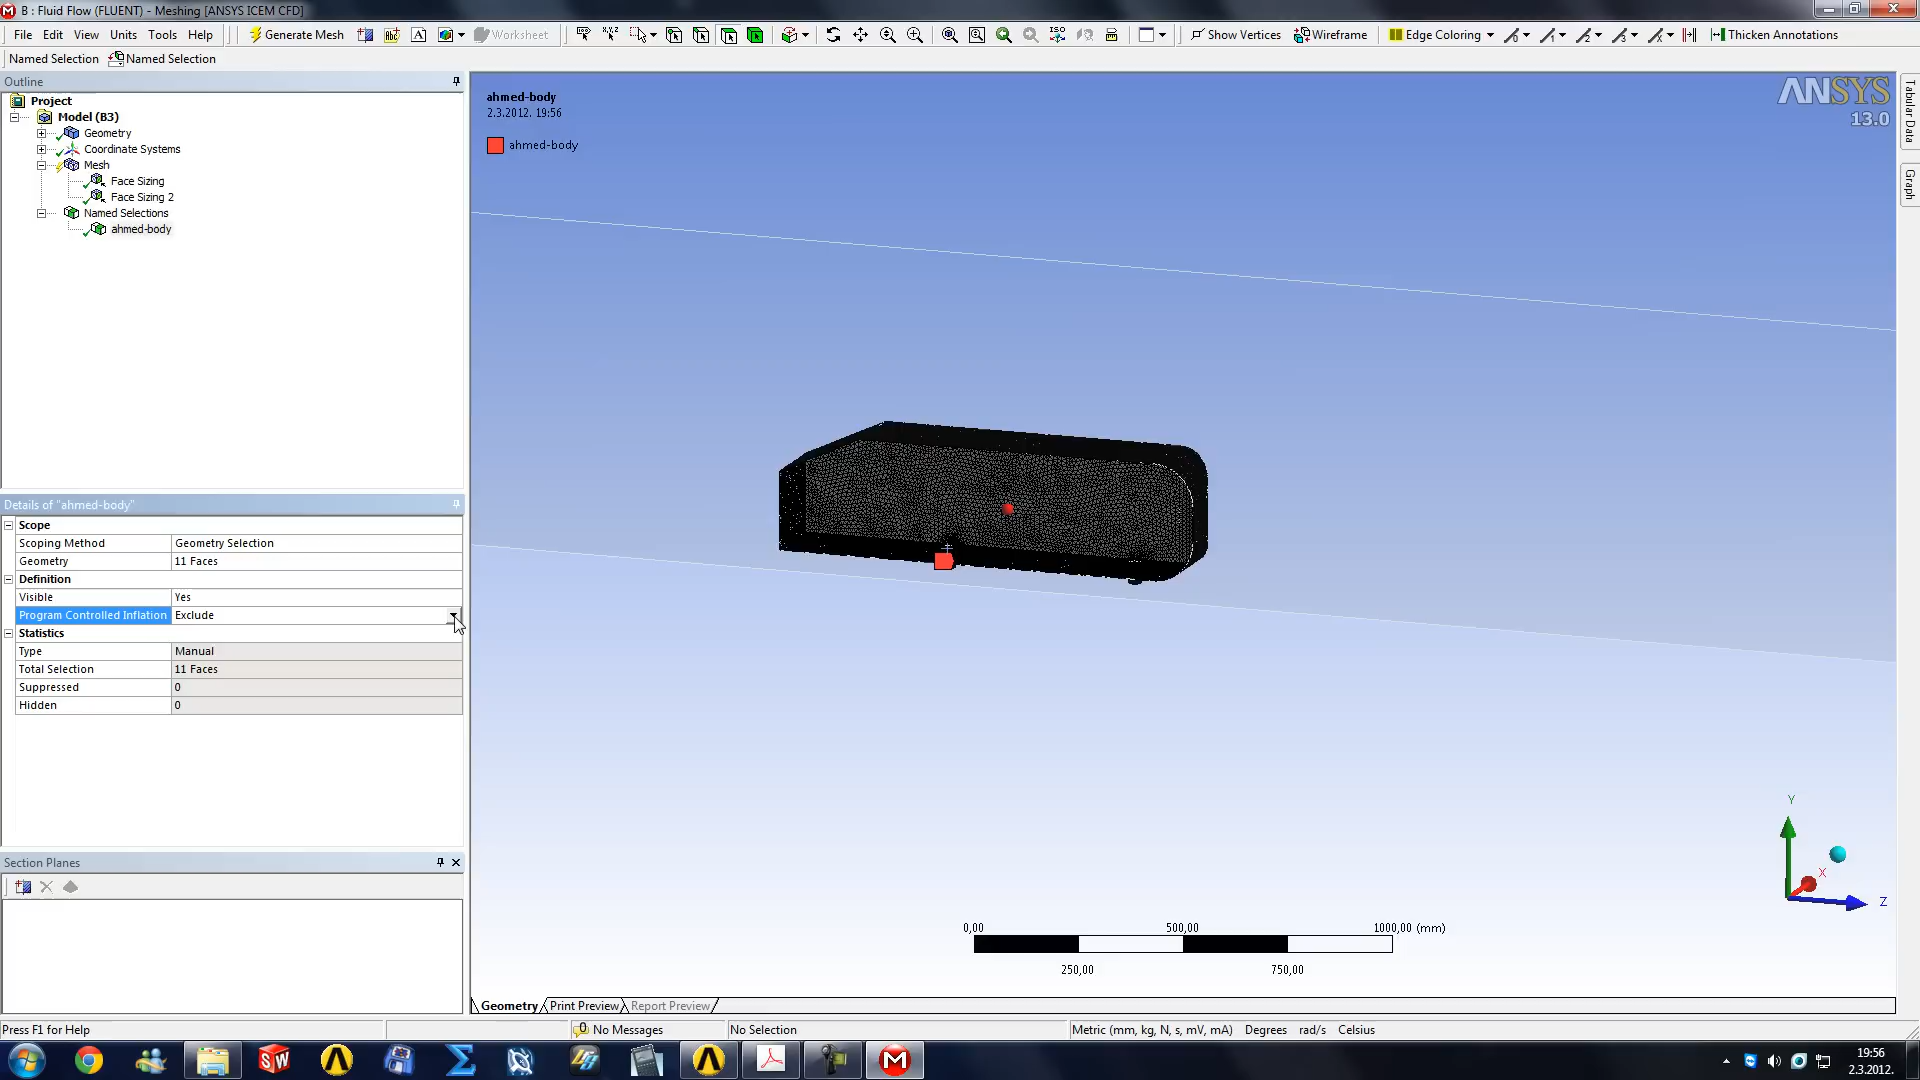 B : Fluid Flow (FLUENT) - Meshing [ANSYS ICEM CFD]
File Edit View Units Tools Help Generate Mesh Worksheet Show Vertices Wireframe Edge Coloring Thicken Annotations
Named Selection Named Selection
Outline
Project
Model (B3)
Geometry
Coordinate Systems
Mesh
Face Sizing
Face Sizing 2
Named Selections
ahmed-body
Details of "ahmed-body"
Scope
Scoping Method Geometry Selection
Geometry 11 Faces
Definition
Visible Yes
Program Controlled Inflation Exclude
Statistics
Type Manual
Total Selection 11 Faces
Suppressed 0
Hidden 0
Section Planes
ahmed-body
2.3.2012. 19:56
ahmed-body
ANSYS
13.0
Tabular Data
Graph
Y
X
Z
0,00 500,00 1000,00 (mm)
250,00 750,00
Geometry Print Preview Report Preview
Press F1 for Help 0 No Messages No Selection Metric (mm, kg, N, s, mV, mA) Degrees rad/s Celsius
19:56
2.3.2012.